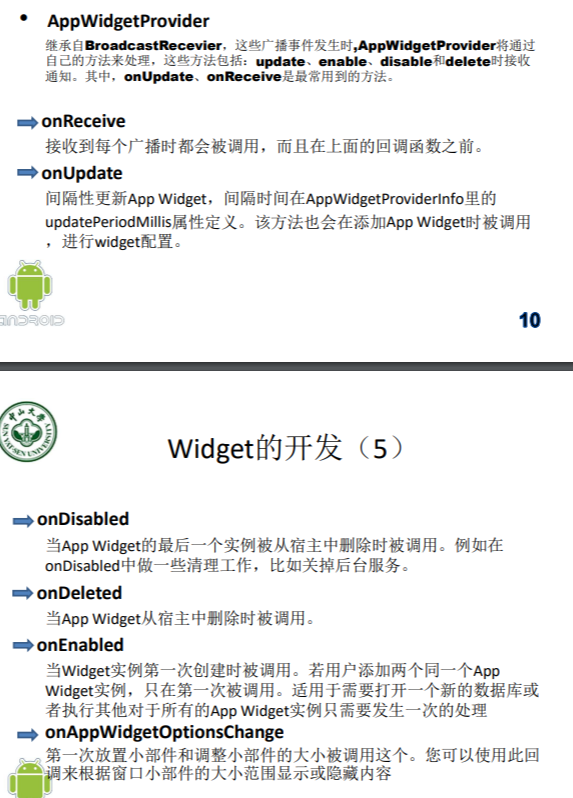 • AppWidgetProvider
继承自BroadcastRecevier，这些广播事件发生时,AppWidgetProvider将通过
自己的方法来处理，这些方法包括：update、enable、disable和delete时接收
通知。其中，onUpdate、onReceive是最常用到的方法。
onReceive
接收到每个广播时都会被调用，而且在上面的回调函数之前。
onUpdate
间隔性更新App Widget，间隔时间在AppWidgetProviderInfo里的
updatePeriodMillis属性定义。该方法也会在添加App Widget时被调用
，进行widget配置。
ANDROID
10
中山大学
SUN YAT-SEN UNIVERSITY
Widget的开发（5）
onDisabled
当App Widget的最后一个实例被从宿主中删除时被调用。例如在
onDisabled中做一些清理工作，比如关掉后台服务。
onDeleted
当App Widget从宿主中删除时被调用。
onEnabled
当Widget实例第一次创建时被调用。若用户添加两个同一个App
Widget实例，只在第一次被调用。适用于需要打开一个新的数据库或
者执行其他对于所有的App Widget实例只需要发生一次的处理
onAppWidgetOptionsChange
第一次放置小部件和调整小部件的大小被调用这个。您可以使用此回
调来根据窗口小部件的大小范围显示或隐藏内容